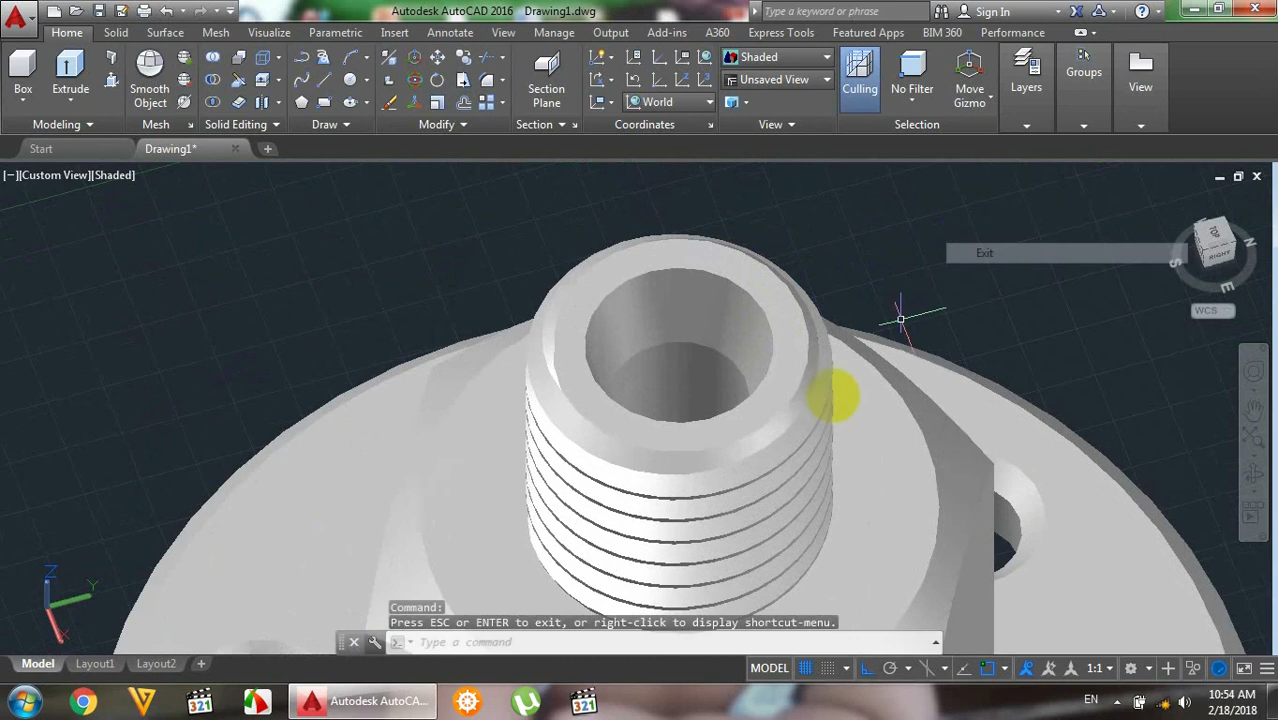 Autodesk AutoCAD 2016 Drawing1.dwg
Type a keyword or phrase
Sign In
Home Solid Surface Mesh Visualize Parametric Insert Annotate View Manage Output Add-ins A360 Express Tools Featured Apps BIM 360 Performance
Box
Extrude
Smooth Object
Section Plane
World
Shaded
Unsaved View
Culling
No Filter
Move Gizmo
Layers
Groups
View
Modeling Mesh Solid Editing Draw Modify Section Coordinates View Selection
Start Drawing1*
[−][Custom View][Shaded]
Exit
TOP
RIGHT
N
S
E
WCS
Z
Y
X
Command:
Press ESC or ENTER to exit, or right-click to display shortcut-menu.
Type a command
Model Layout1 Layout2
MODEL
1:1
321
Autodesk AutoCA...
321
EN
10:54 AM
2/18/2018